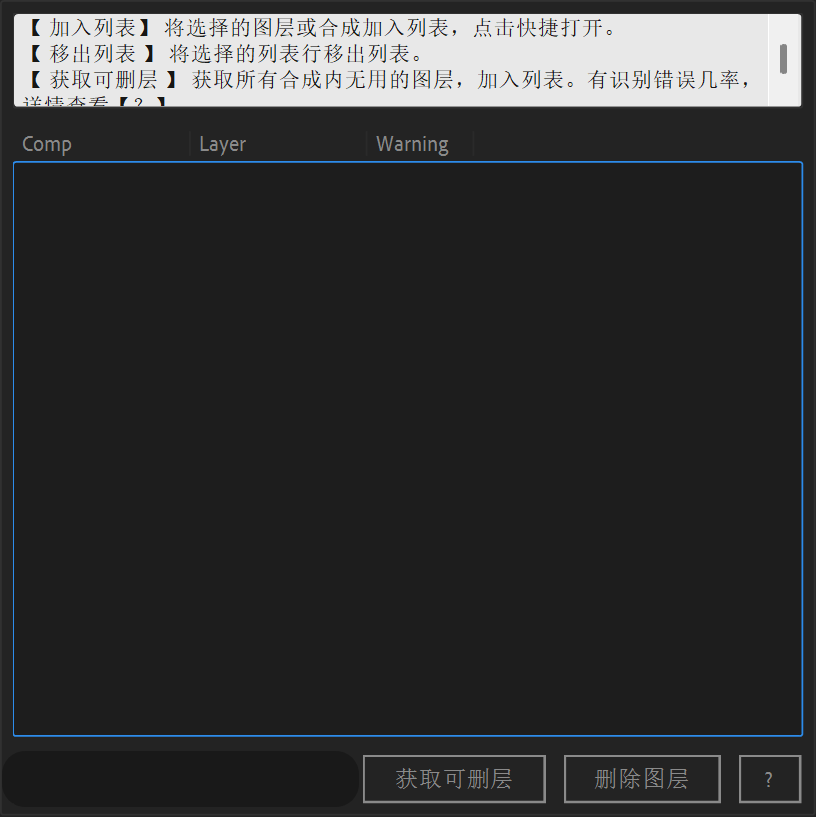 【 加入列表】 将选择的图层或合成加入列表，点击快捷打开。
【 移出列表 】 将选择的列表行移出列表。
【 获取可删层 】 获取所有合成内无用的图层，加入列表。有识别错误几率，
详情查看【 ? 】
Comp Layer Warning
获取可删层 删除图层 ?